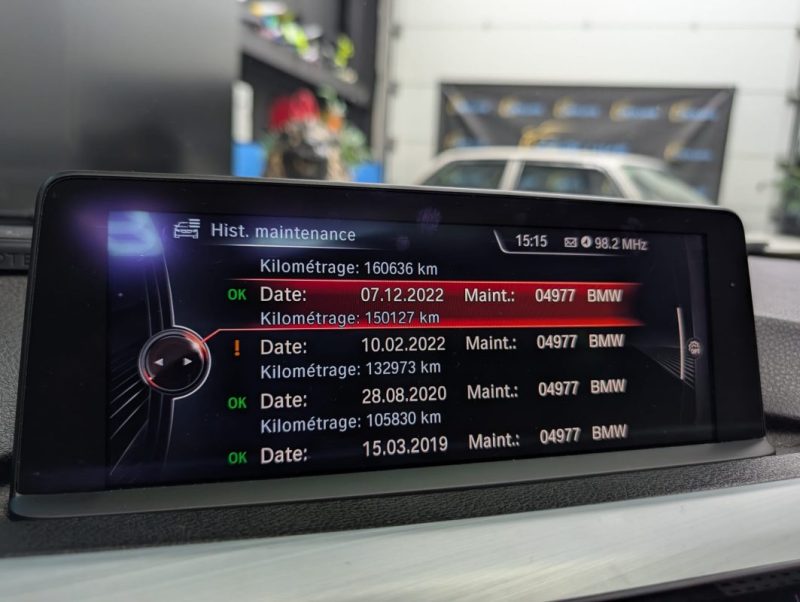 Hist. maintenance 15:15 98.2 MHz
Kilométrage: 160636 km
OK Date: 07.12.2022 Maint.: 04977 BMW
Kilométrage: 150127 km
! Date: 10.02.2022 Maint.: 04977 BMW
Kilométrage: 132973 km
OK Date: 28.08.2020 Maint.: 04977 BMW
Kilométrage: 105830 km
OK Date: 15.03.2019 Maint.: 04977 BMW